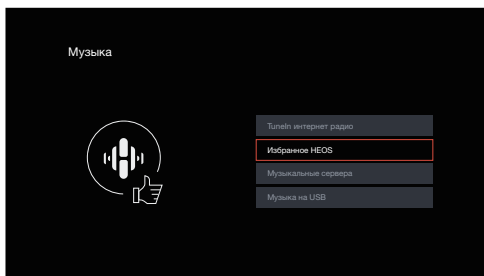 Музыка
TuneIn интернет радио
Избранное HEOS
Музыкальные сервера
Музыка на USB